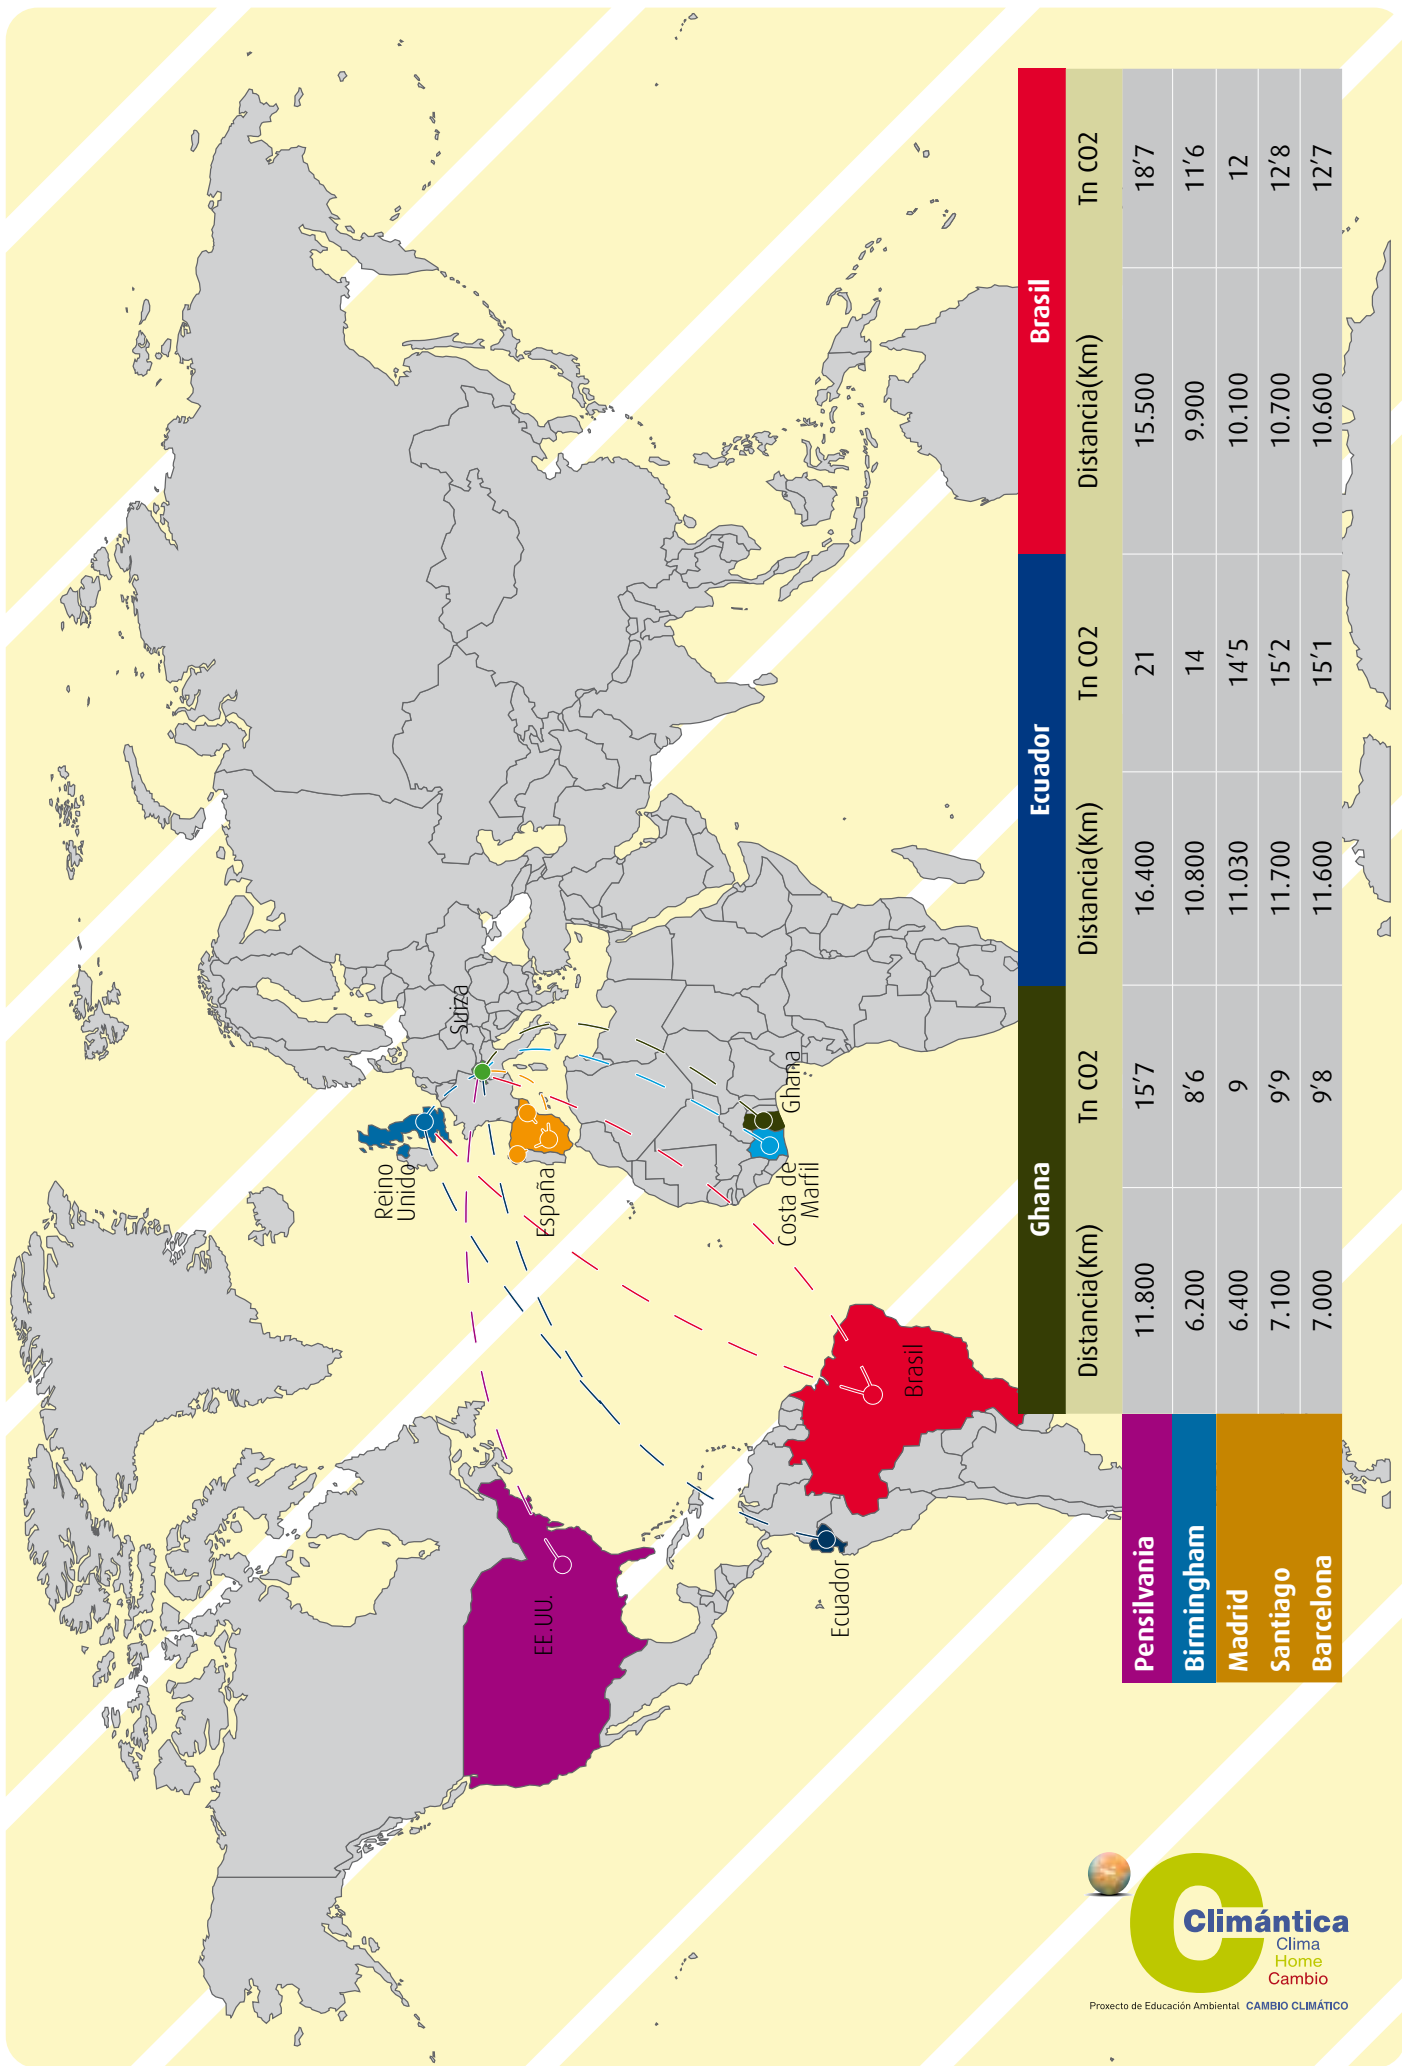 Suiza
Reino
Unido
España
Costa de
Marfil
Ghana
EE.UU.
Ecuador
Brasil
Ghana Ecuador Brasil
Distancia(Km) Tn CO2 Distancia(Km) Tn CO2 Distancia(Km) Tn CO2
Pensilvania 11.800 15'7 16.400 21 15.500 18'7
Birmingham 6.200 8'6 10.800 14 9.900 11'6
Madrid 6.400 9 11.030 14'5 10.100 12
Santiago 7.100 9'9 11.700 15'2 10.700 12'8
Barcelona 7.000 9'8 11.600 15'1 10.600 12'7
C
Climántica
Clima
Home
Cambio
Proxecto de Educación Ambiental CAMBIO CLIMÁTICO